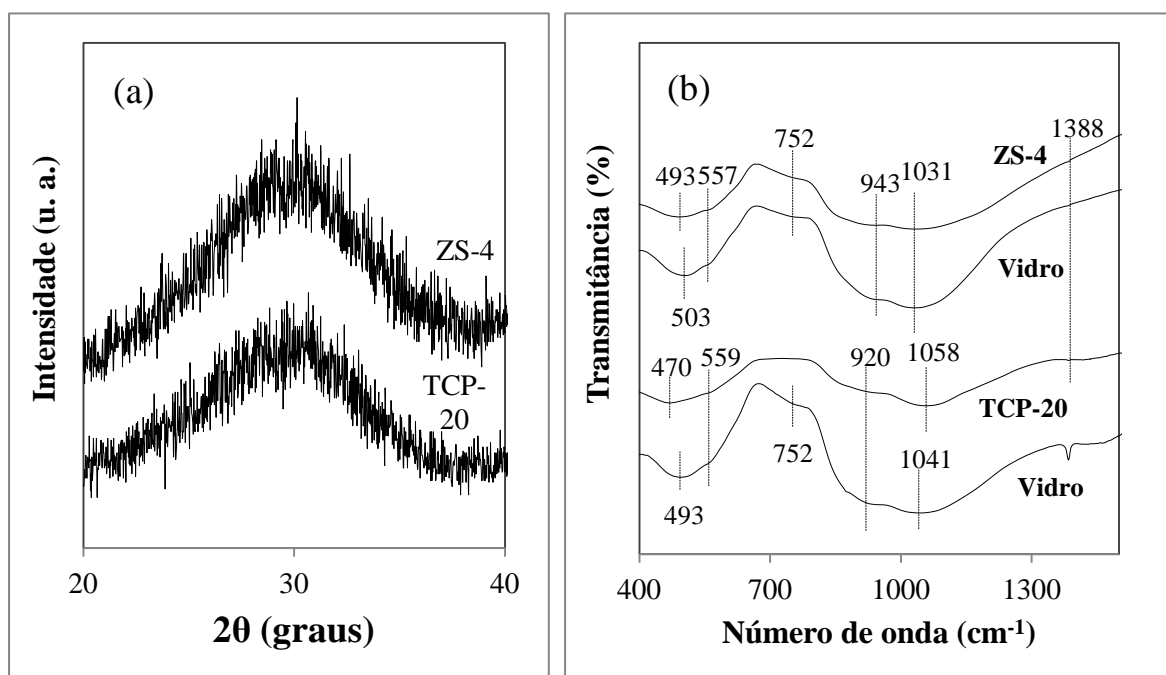 (a)
Intensidade (u. a.)
ZS-4
TCP-
20
20
30
40
2θ (graus)
(b)
Transmitância (%)
1388
752
ZS-4
493
557
943
1031
Vidro
503
470
559
920
1058
TCP-20
752
1041
Vidro
493
400
700
1000
1300
Número de onda (cm⁻¹)